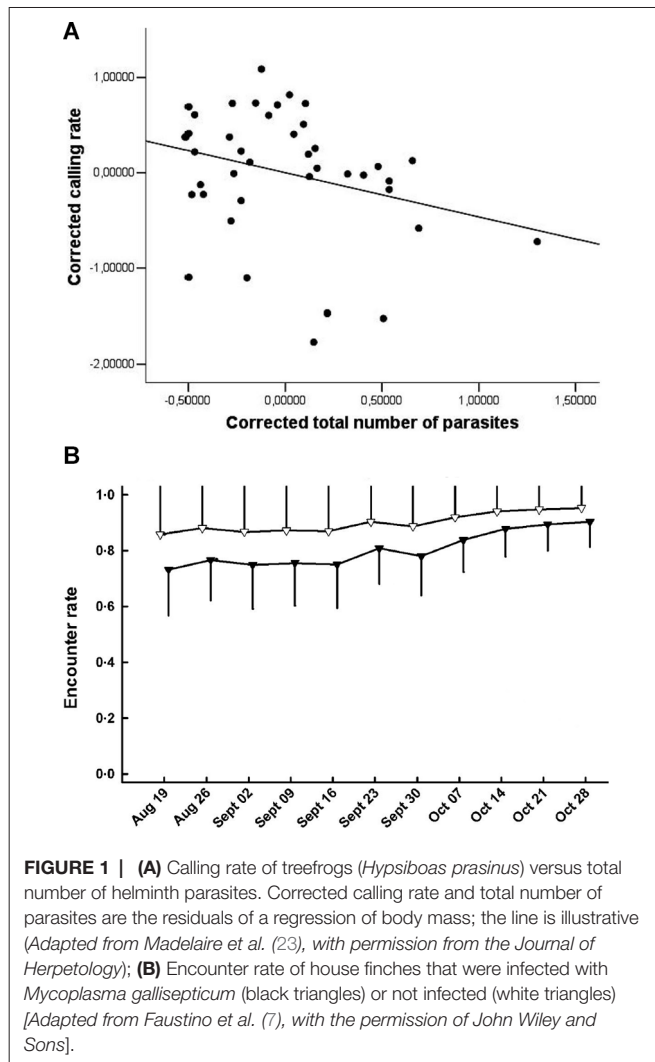 A
Corrected calling rate
1,00000
0,00000
-1,00000
-2,00000
-0,50000 0,00000 0,50000 1,00000 1,50000
Corrected total number of parasites
B
Encounter rate
1·0
0·8
0·6
0·4
0·2
0·0
Aug 19 Aug 26 Sept 02 Sept 09 Sept 16 Sept 23 Sept 30 Oct 07 Oct 14 Oct 21 Oct 28
FIGURE 1 | (A) Calling rate of treefrogs (Hypsiboas prasinus) versus total
number of helminth parasites. Corrected calling rate and total number of
parasites are the residuals of a regression of body mass; the line is illustrative
(Adapted from Madelaire et al. (23), with permission from the Journal of
Herpetology); (B) Encounter rate of house finches that were infected with
Mycoplasma gallisepticum (black triangles) or not infected (white triangles)
[Adapted from Faustino et al. (7), with the permission of John Wiley and
Sons].